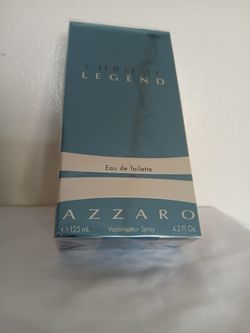 CHROME
LEGEND
Eau de Toilette
AZZARO
℮ 125 mL Vaporisateur Spray 4.2 Fl. Oz.